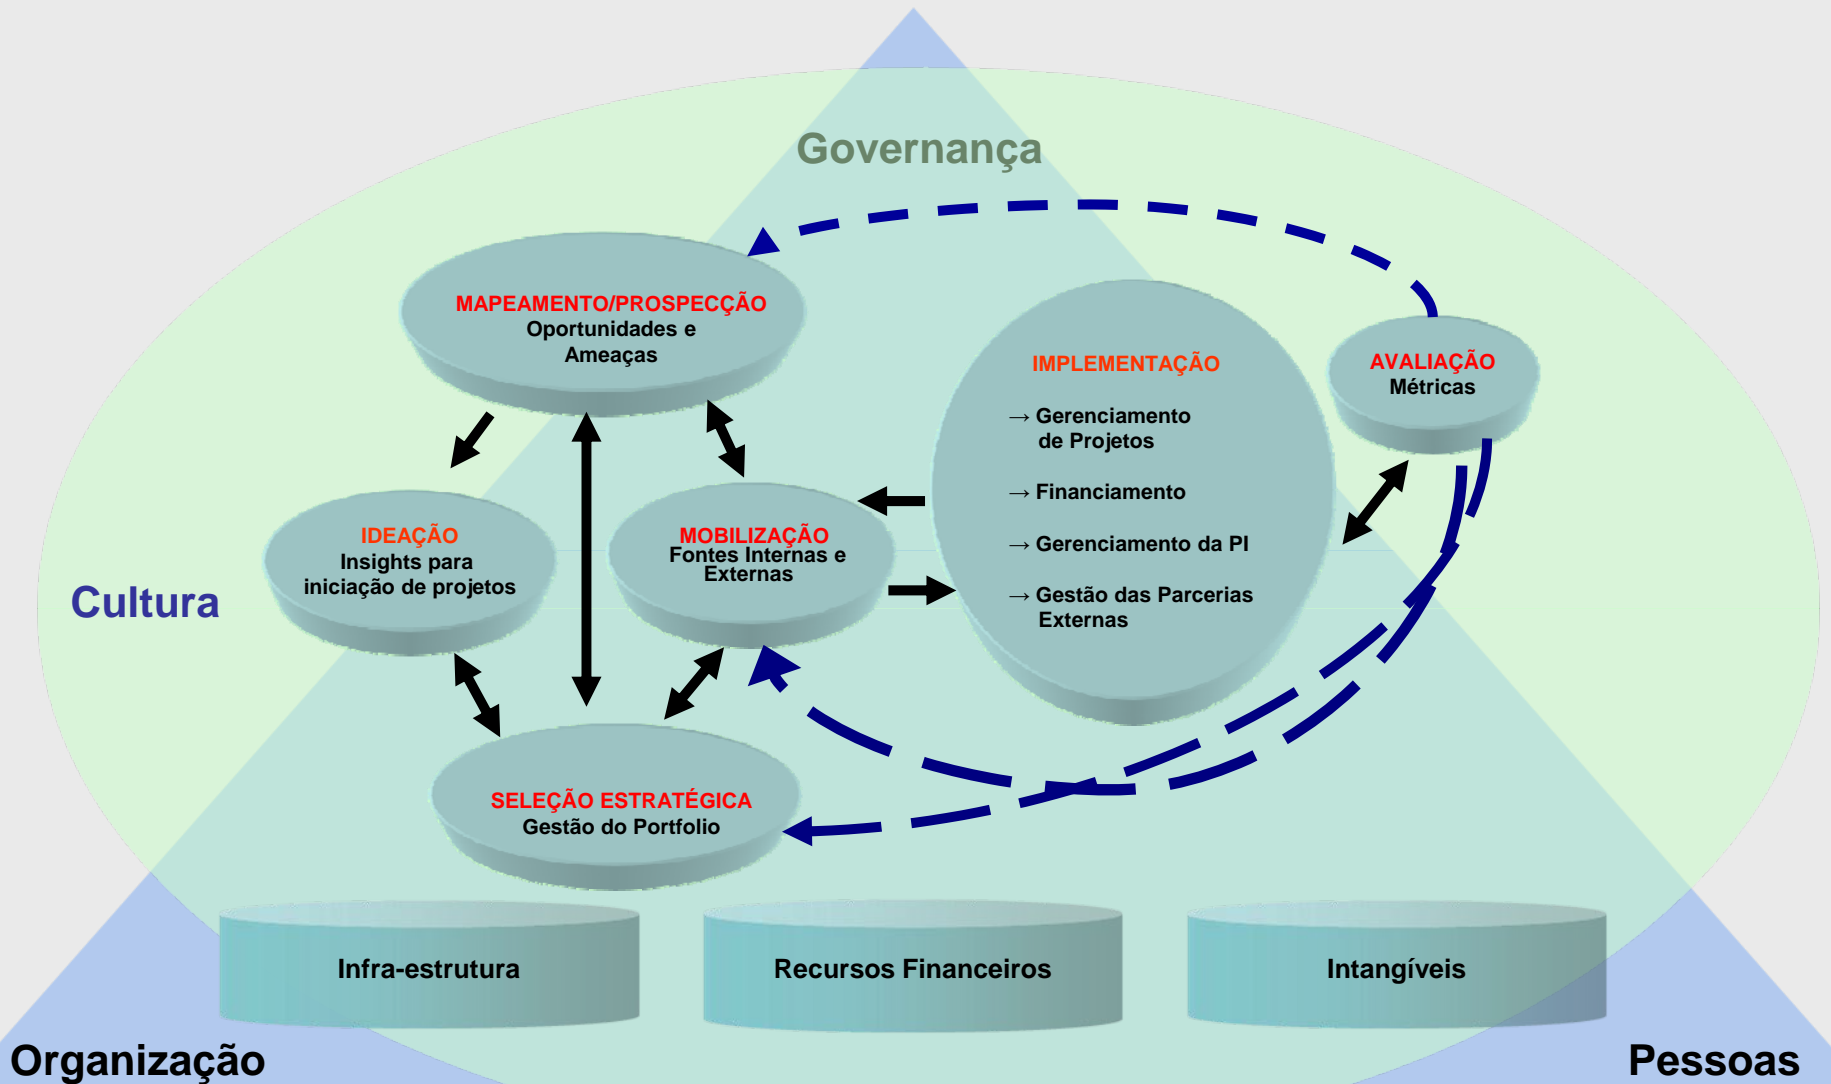 Governança
MAPEAMENTO/PROSPECÇÃO
Oportunidades e
Ameaças
IMPLEMENTAÇÃO
→ Gerenciamento
de Projetos
→ Financiamento
→ Gerenciamento da PI
→ Gestão das Parcerias
Externas
AVALIAÇÃO
Métricas
IDEAÇÃO
Insights para
iniciação de projetos
MOBILIZAÇÃO
Fontes Internas e
Externas
Cultura
SELEÇÃO ESTRATÉGICA
Gestão do Portfolio
Infra-estrutura
Recursos Financeiros
Intangíveis
Organização
Pessoas